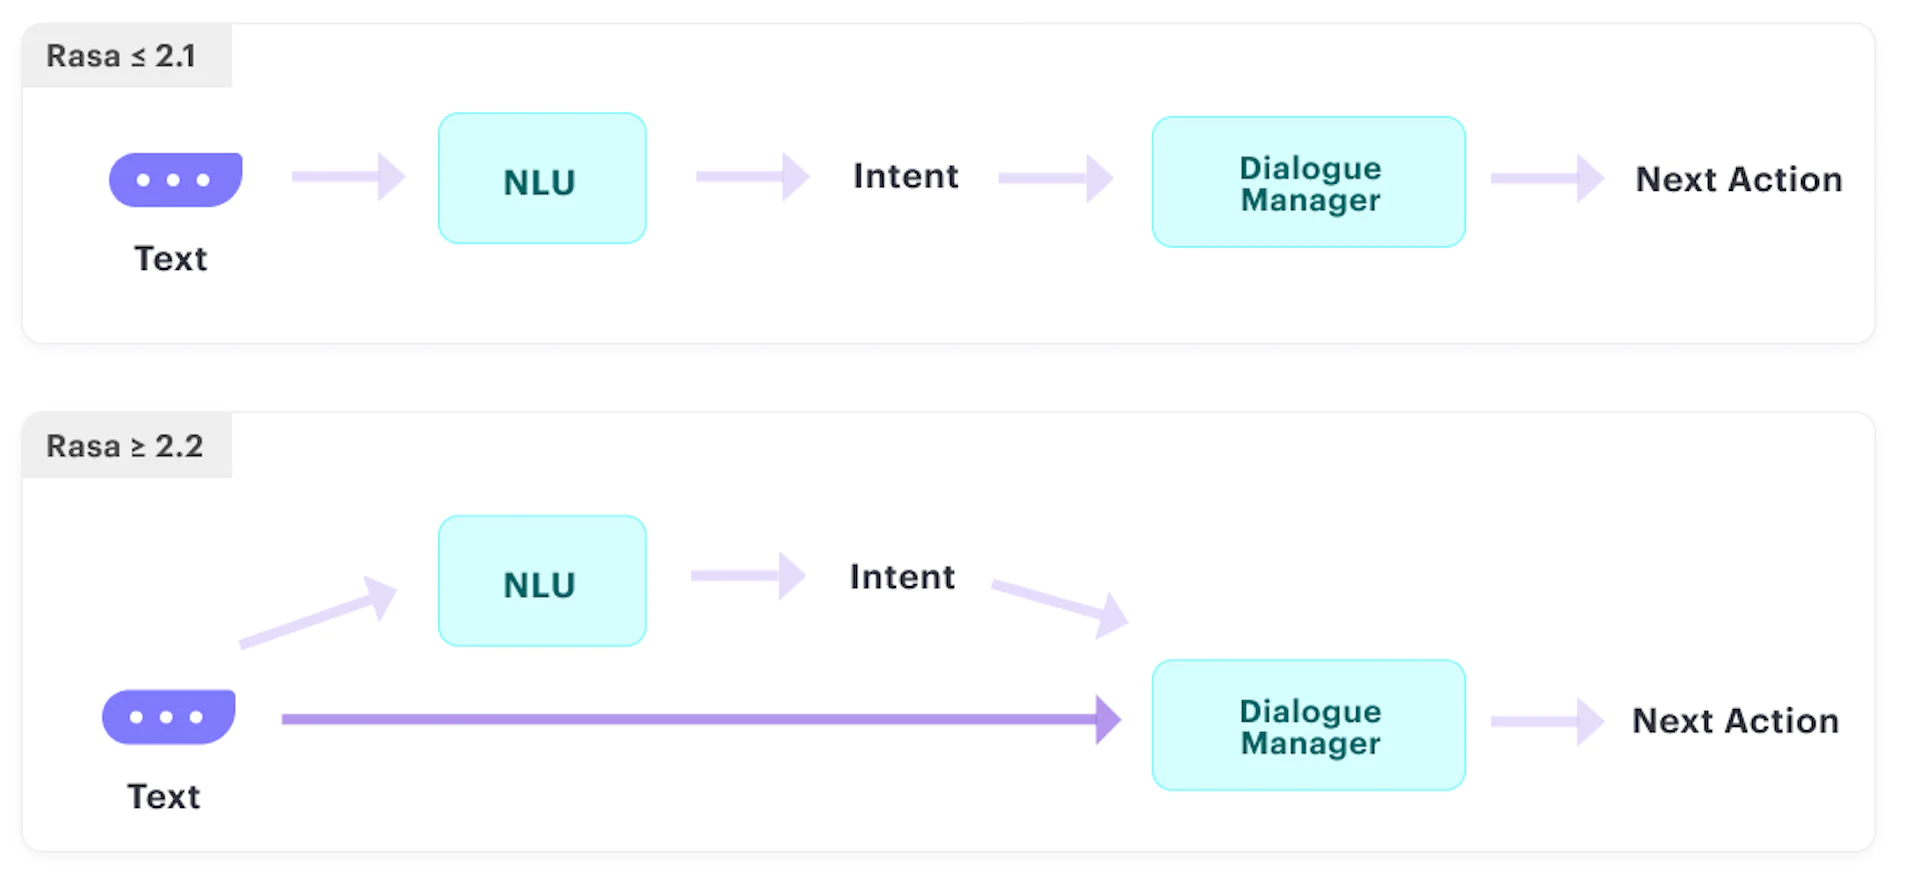 Rasa ≤ 2.1
NLU
Intent
Dialogue
Manager
Next Action
Text
Rasa ≥ 2.2
NLU
Intent
Dialogue
Manager
Next Action
Text